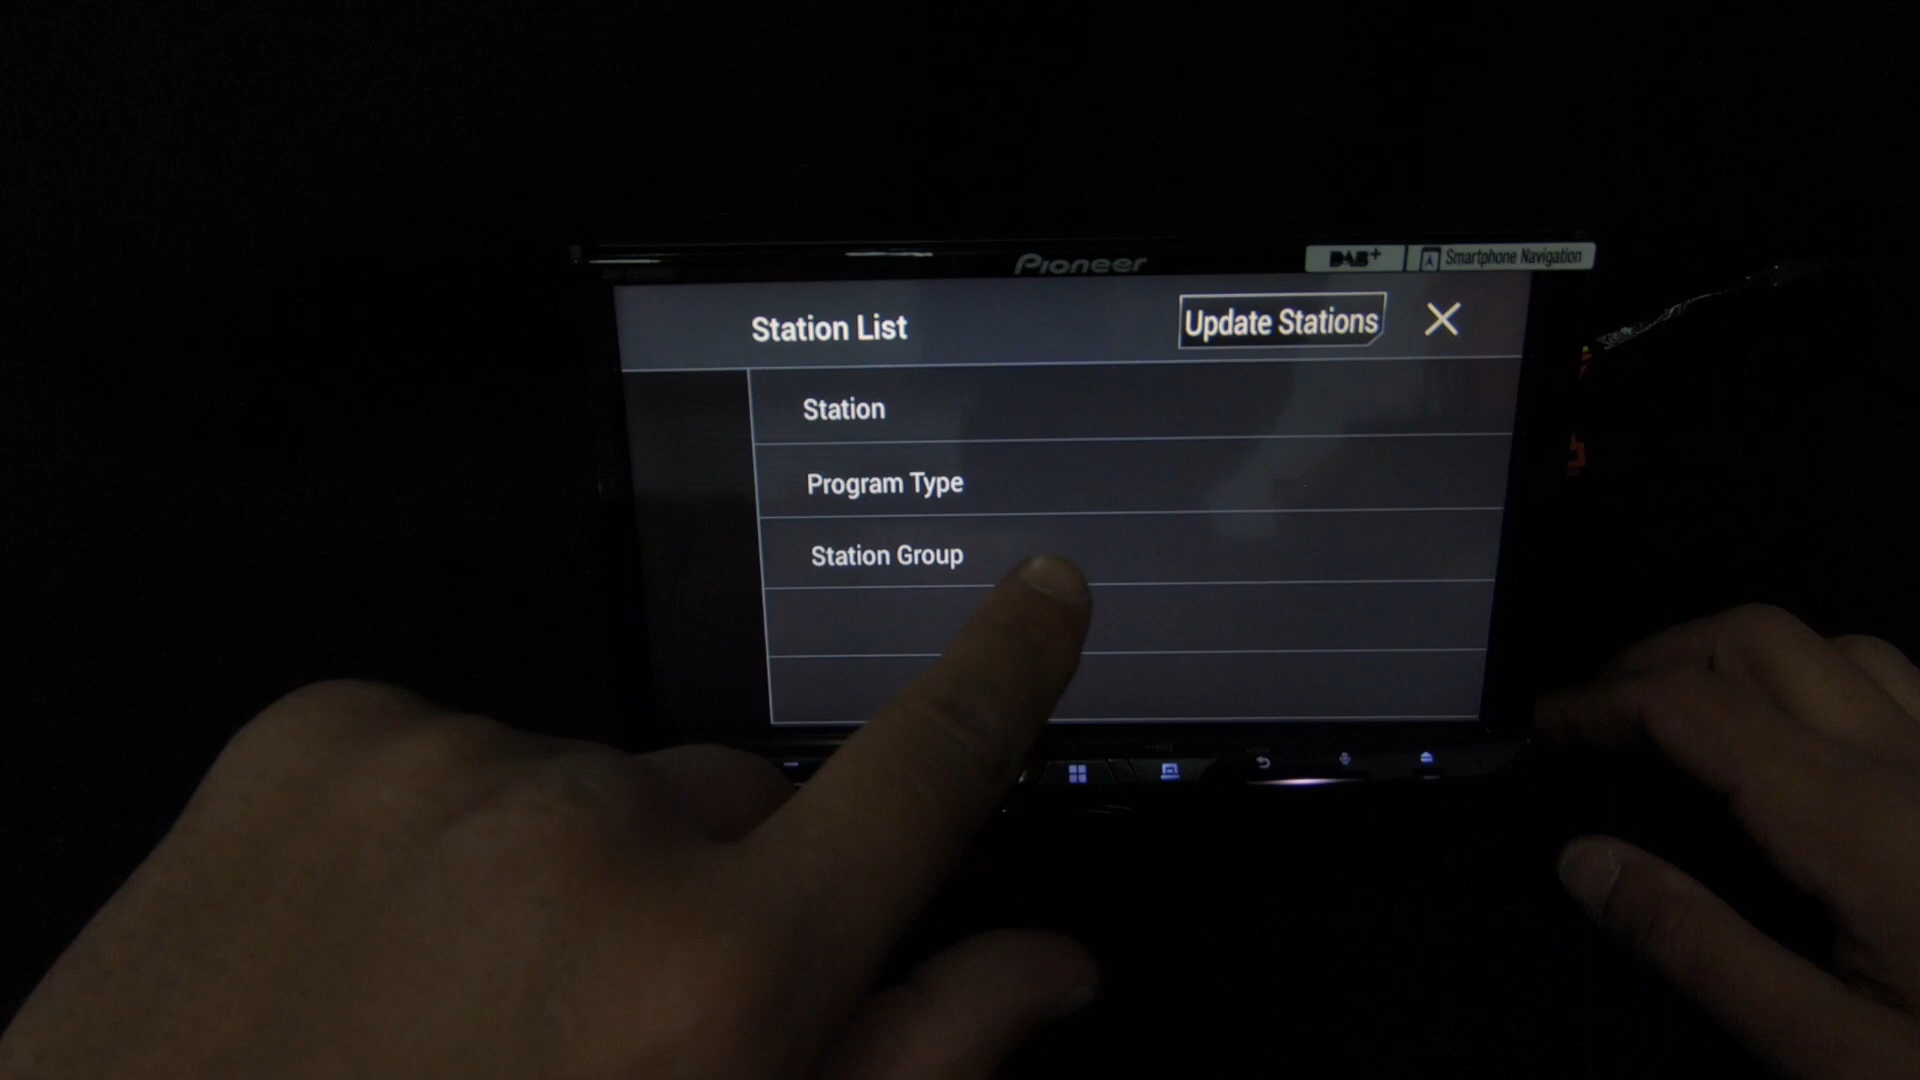 Pioneer
DAB+
Smartphone Navigation
Station List
Update Stations
Station
Program Type
Station Group